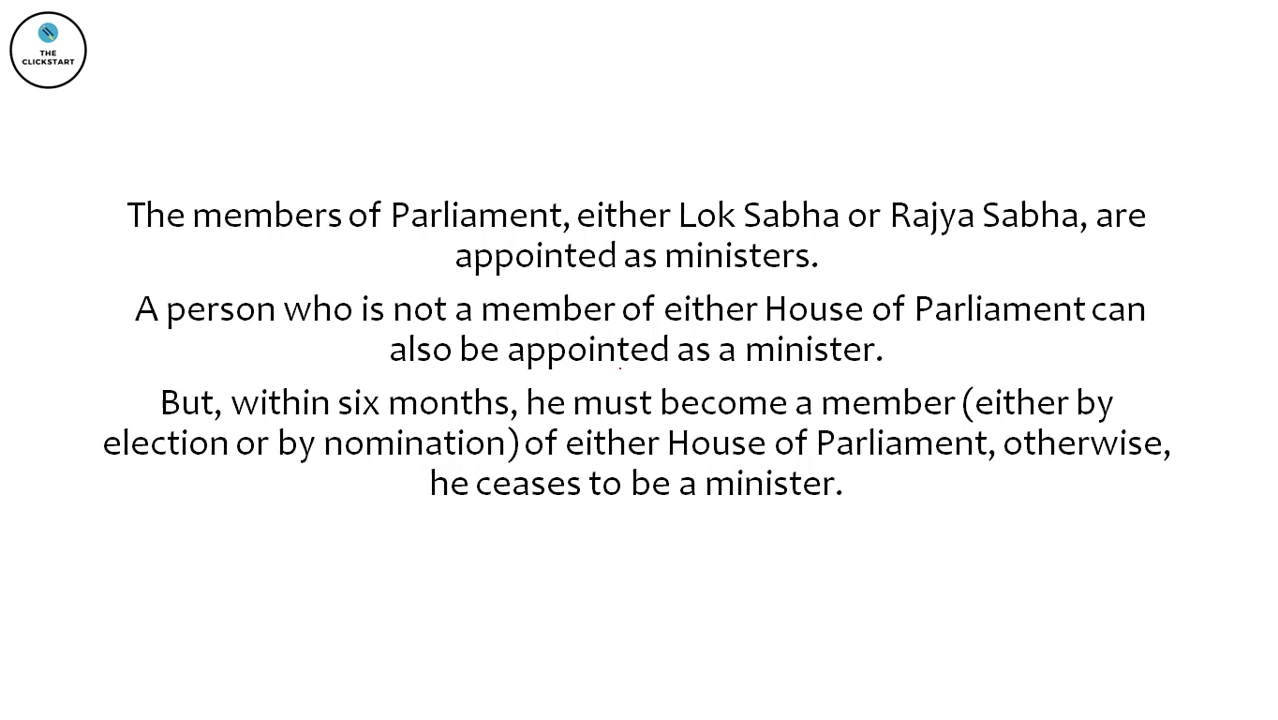 THE
CLICKSTART
The members of Parliament, either Lok Sabha or Rajya Sabha, are
appointed as ministers.
A person who is not a member of either House of Parliament can
also be appointed as a minister.
But, within six months, he must become a member (either by
election or by nomination) of either House of Parliament, otherwise,
he ceases to be a minister.